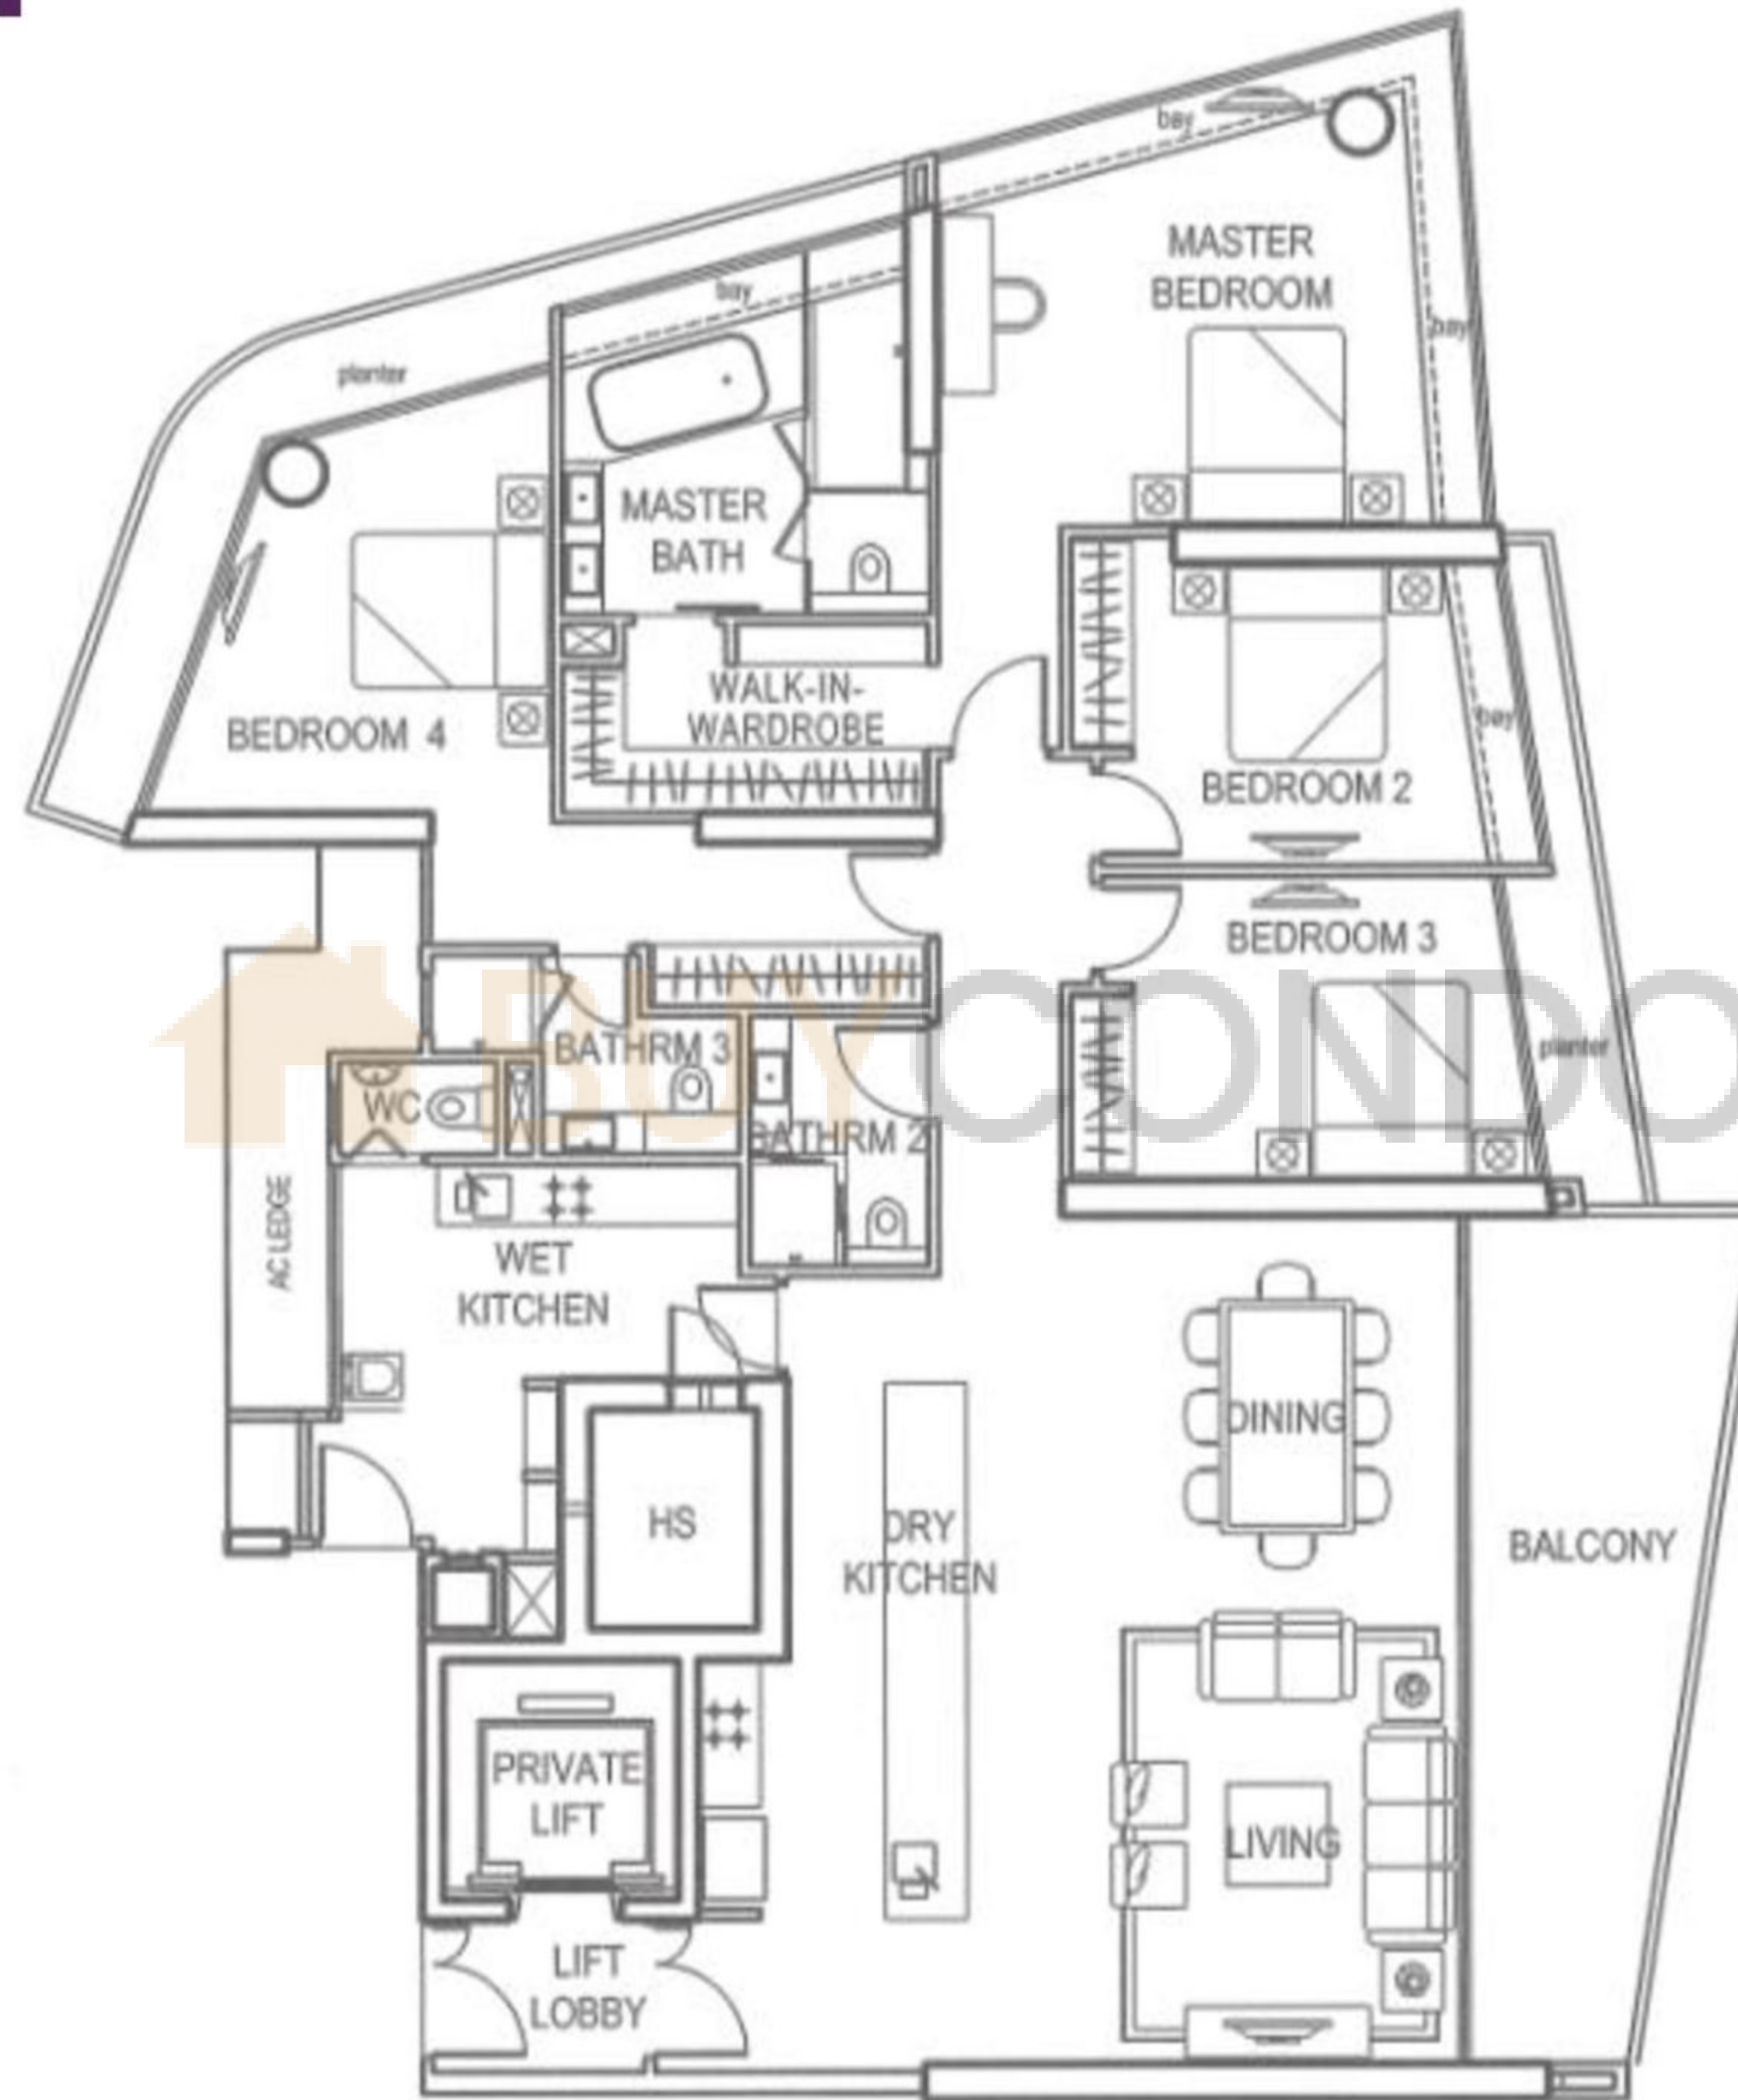 bay
MASTER
BEDROOM
bay
bay
planter
MASTER
BATH
WALK-IN-
WARDROBE
BEDROOM 4
bay
BEDROOM 2
BEDROOM 3
BUYCONDO
BATHRM 3
planter
WC
BATHRM 2
AC LEDGE
WET
KITCHEN
DINING
HS
DRY
KITCHEN
BALCONY
PRIVATE
LIFT
LIVING
LIFT
LOBBY